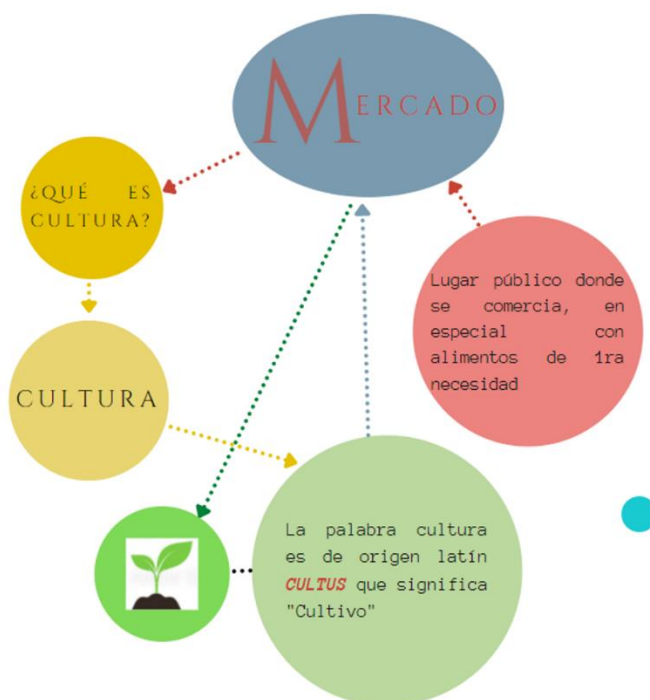 MERCADO
¿QUÉ ES
CULTURA?
Lugar público donde
se comercia, en
especial con
alimentos de 1ra
necesidad
CULTURA
La palabra cultura
es de origen latín
CULTUS que significa
"Cultivo"